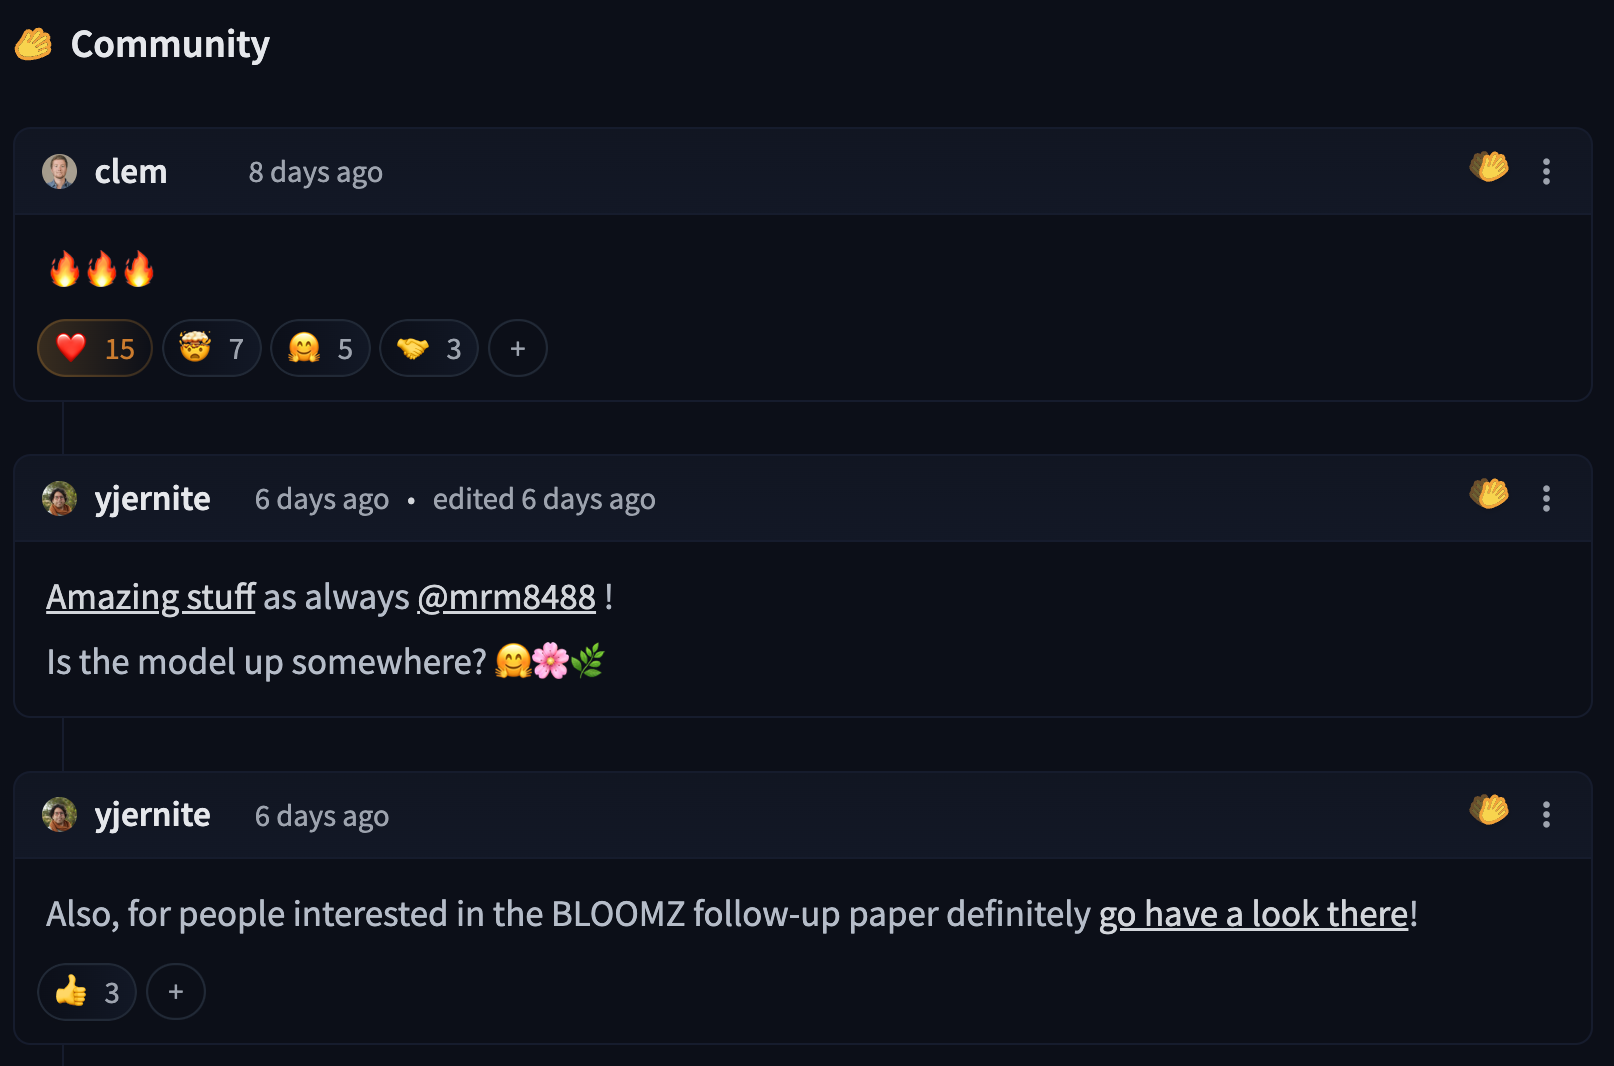 👏 Community
clem 8 days ago
🔥🔥🔥
❤️ 15 🤯 7 🤗 5 🤝 3 +
yjernite 6 days ago • edited 6 days ago
Amazing stuff as always @mrm8488 !
Is the model up somewhere? 🤗🌸🌿
yjernite 6 days ago
Also, for people interested in the BLOOMZ follow-up paper definitely go have a look there!
👍 3 +